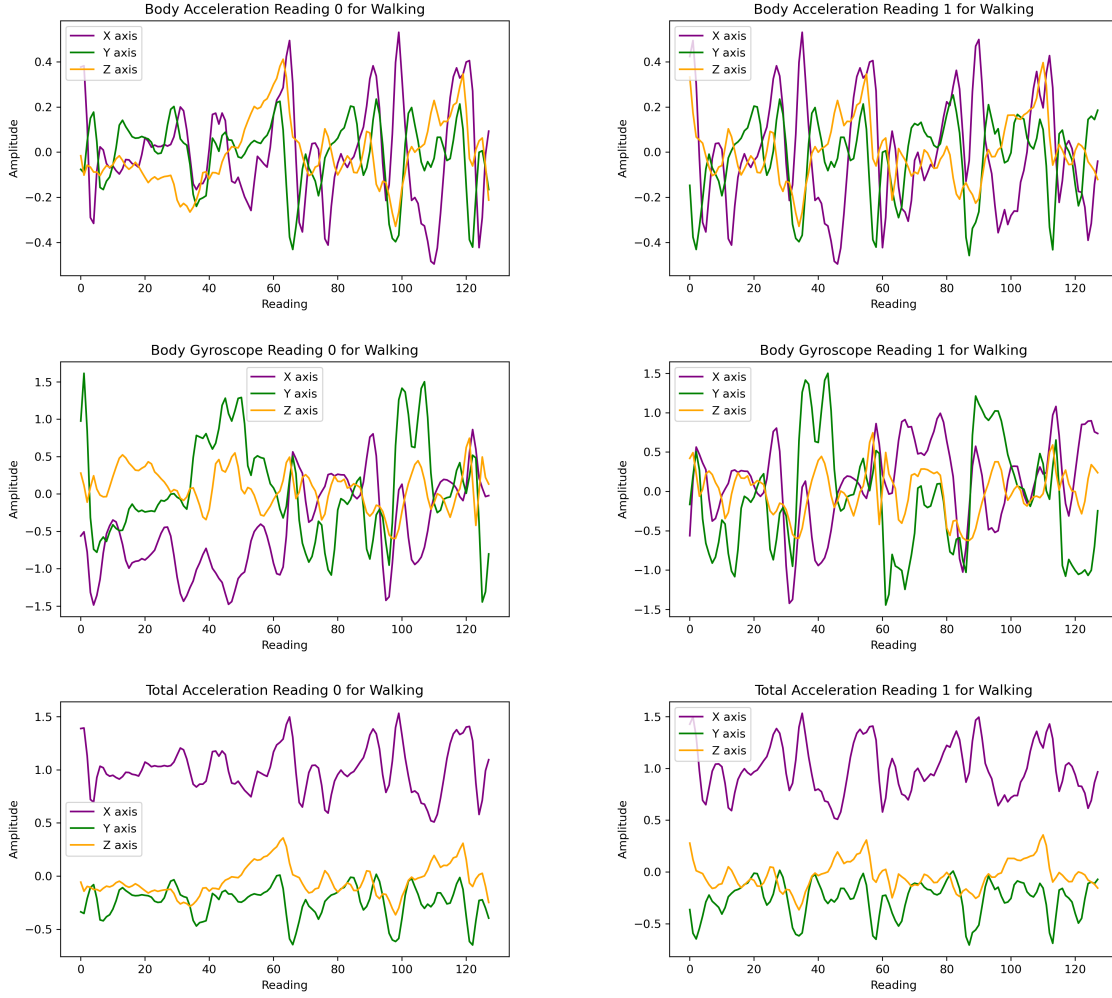 Body Acceleration Reading 0 for Walking
0.4
0.2
0.0
−0.2
−0.4
Amplitude
X axis
Y axis
Z axis
0 20 40 60 80 100 120
Reading
Body Acceleration Reading 1 for Walking
0.4
0.2
0.0
−0.2
−0.4
Amplitude
X axis
Y axis
Z axis
0 20 40 60 80 100 120
Reading
Body Gyroscope Reading 0 for Walking
1.5
1.0
0.5
0.0
−0.5
−1.0
−1.5
Amplitude
X axis
Y axis
Z axis
0 20 40 60 80 100 120
Reading
Body Gyroscope Reading 1 for Walking
1.5
1.0
0.5
0.0
−0.5
−1.0
−1.5
Amplitude
X axis
Y axis
Z axis
0 20 40 60 80 100 120
Reading
Total Acceleration Reading 0 for Walking
1.5
1.0
0.5
0.0
−0.5
Amplitude
X axis
Y axis
Z axis
0 20 40 60 80 100 120
Reading
Total Acceleration Reading 1 for Walking
1.5
1.0
0.5
0.0
−0.5
Amplitude
X axis
Y axis
Z axis
0 20 40 60 80 100 120
Reading